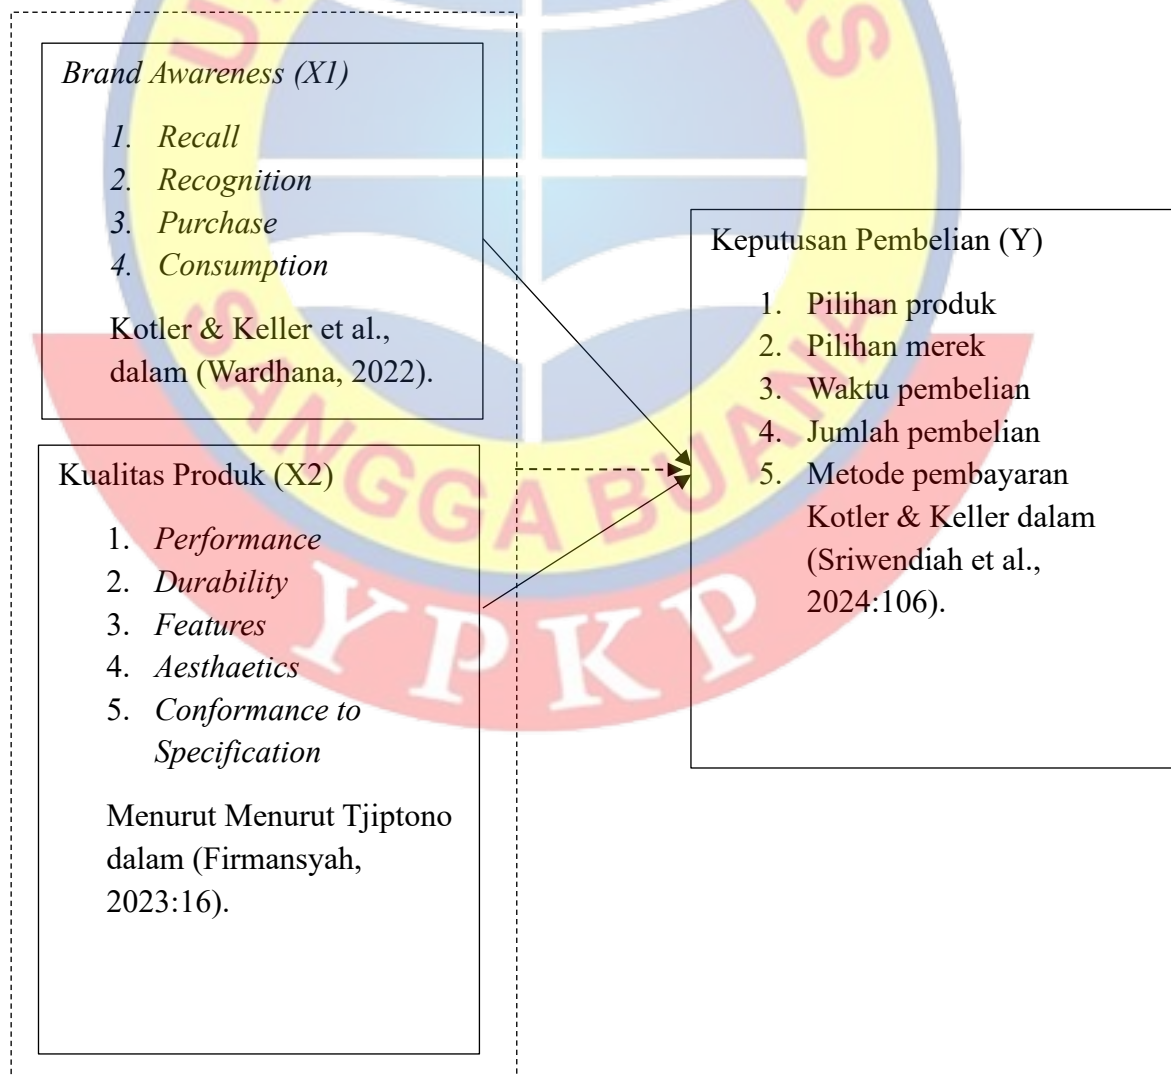 Brand Awareness (X1)
1. Recall
2. Recognition
3. Purchase
4. Consumption
Kotler & Keller et al.,
dalam (Wardhana, 2022).
Kualitas Produk (X2)
1. Performance
2. Durability
3. Features
4. Aesthaetics
5. Conformance to
Specification
Menurut Menurut Tjiptono
dalam (Firmansyah,
2023:16).
Keputusan Pembelian (Y)
1. Pilihan produk
2. Pilihan merek
3. Waktu pembelian
4. Jumlah pembelian
5. Metode pembayaran
Kotler & Keller dalam
(Sriwendiah et al.,
2024:106).
SANGGA BUANA
YPKP